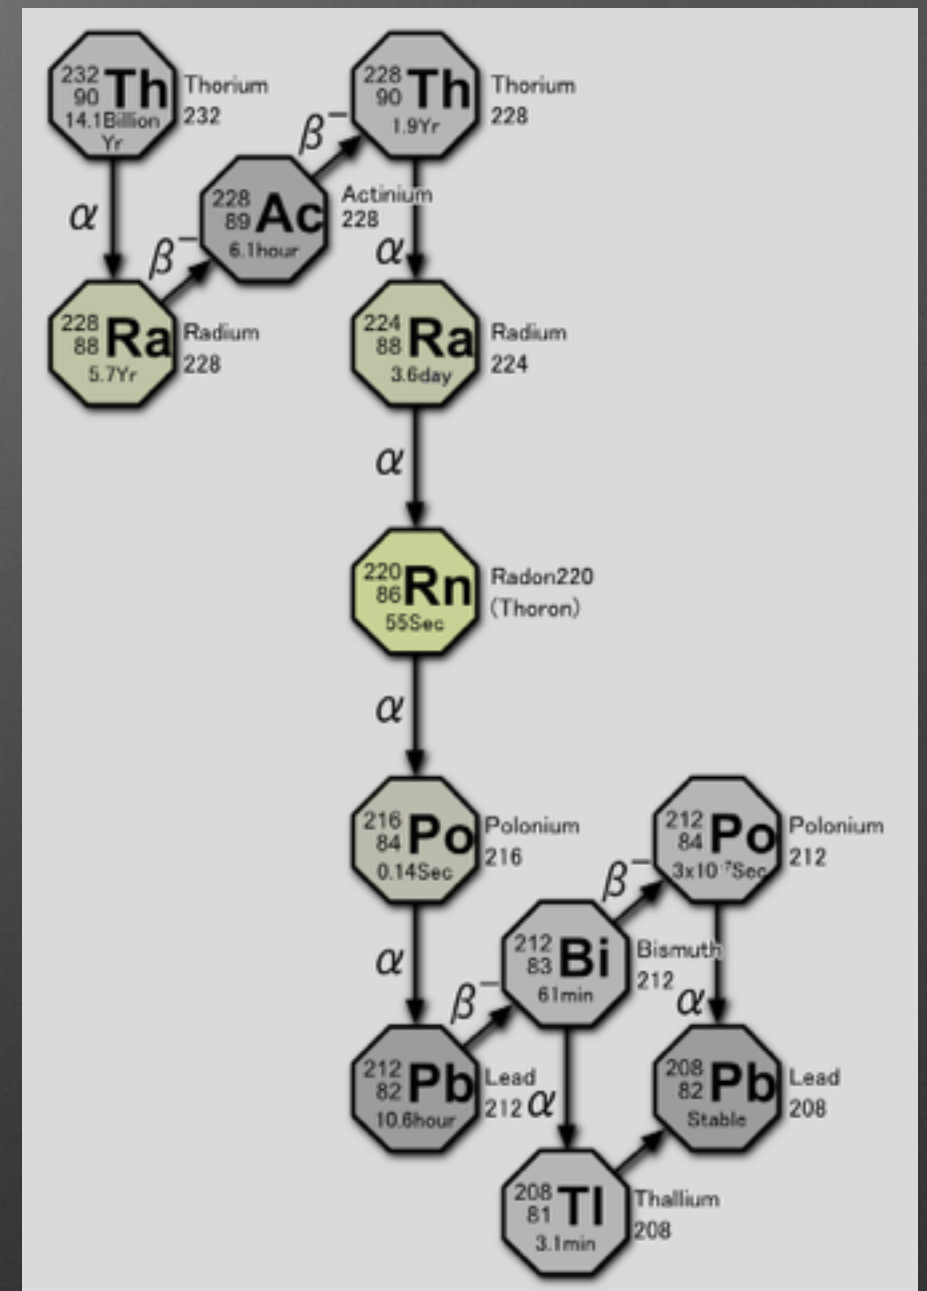 232
90 Th
14.1Billion
Yr
Thorium
232
α
228
90 Th
1.9Yr
Thorium
228
β−
228
89 Ac
6.1hour
Actinium
228
β−
α
228
88 Ra
5.7Yr
Radium
228
224
88 Ra
3.6day
Radium
224
α
220
86 Rn
55Sec
Radon220
(Thoron)
α
216
84 Po
0.14Sec
Polonium
216
212
84 Po
3x10⁻⁷Sec
Polonium
212
β−
α
212
83 Bi
61min
Bismuth
212
β−
α
212
82 Pb
10.6hour
Lead
212
α
208
82 Pb
Stable
Lead
208
208
81 Tl
3.1min
Thallium
208